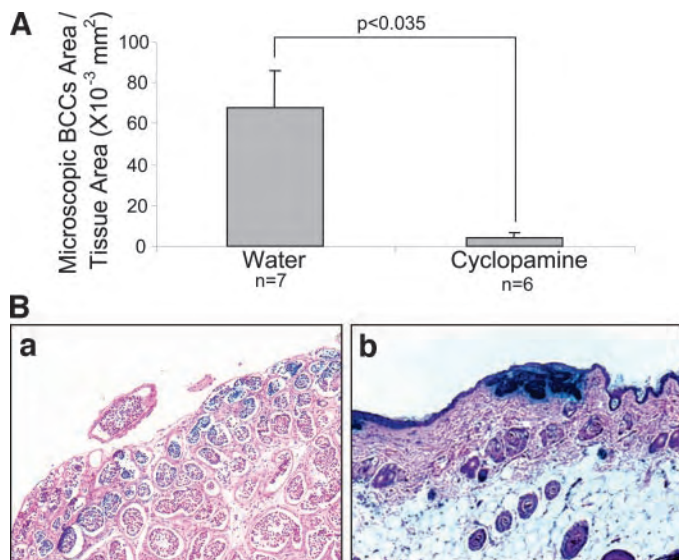 A
p<0.035
Microscopic BCCs Area /
Tissue Area (X10⁻³ mm²)
100
80
60
40
20
0
Water
n=7
Cyclopamine
n=6
B
a
b